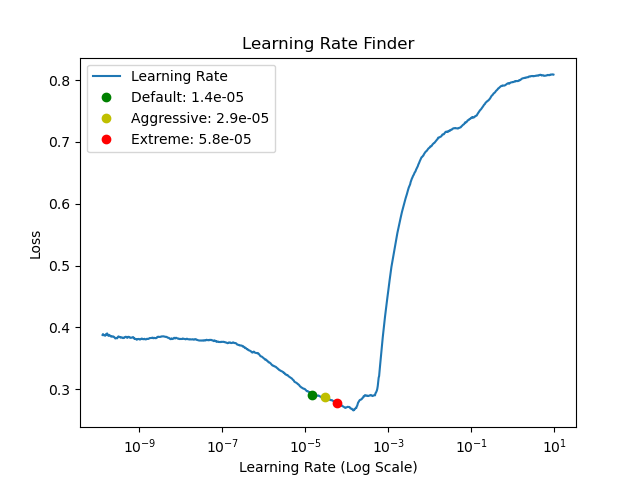 Learning Rate Finder
Learning Rate
Default: 1.4e-05
Aggressive: 2.9e-05
Extreme: 5.8e-05
0.8
0.7
0.6
0.5
0.4
0.3
Loss
10⁻⁹ 10⁻⁷ 10⁻⁵ 10⁻³ 10⁻¹ 10¹
Learning Rate (Log Scale)